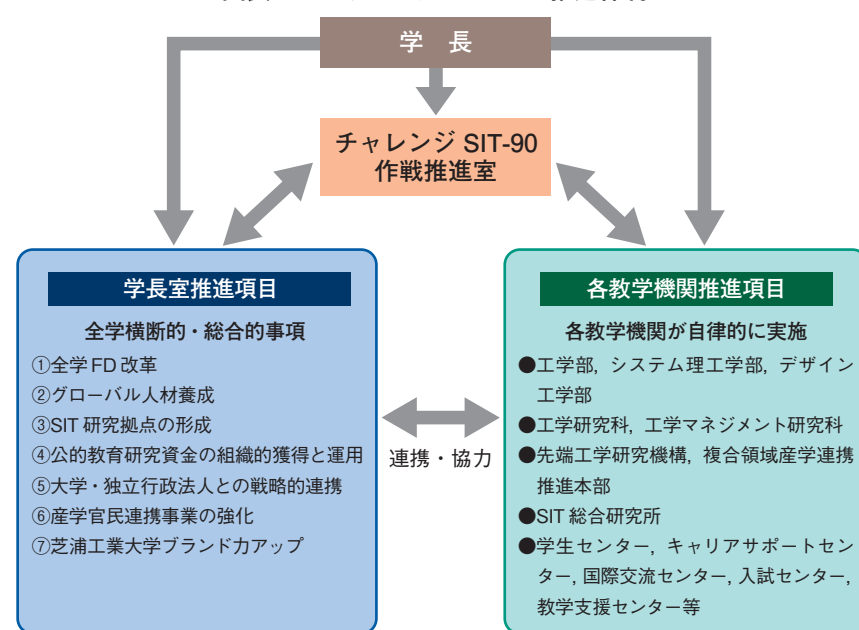 学 長
チャレンジ SIT-90
作戦推進室
学長室推進項目
全学横断的・総合的事項
①全学 FD 改革
②グローバル人材養成
③SIT 研究拠点の形成
④公的教育研究資金の組織的獲得と運用
⑤大学・独立行政法人との戦略的連携
⑥産学官民連携事業の強化
⑦芝浦工業大学ブランド力アップ
連携・協力
各教学機関推進項目
各教学機関が自律的に実施
●工学部, システム理工学部, デザイン
工学部
●工学研究科, 工学マネジメント研究科
●先端工学研究機構, 複合領域産学連携
推進本部
●SIT 総合研究所
●学生センター, キャリアサポートセン
ター, 国際交流センター, 入試センター,
教学支援センター等